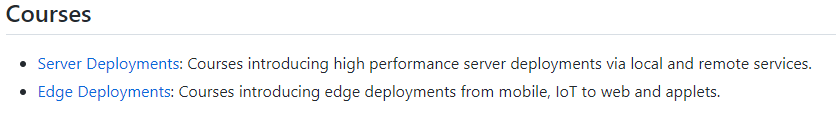 Courses
Server Deployments: Courses introducing high performance server deployments via local and remote services.
Edge Deployments: Courses introducing edge deployments from mobile, IoT to web and applets.